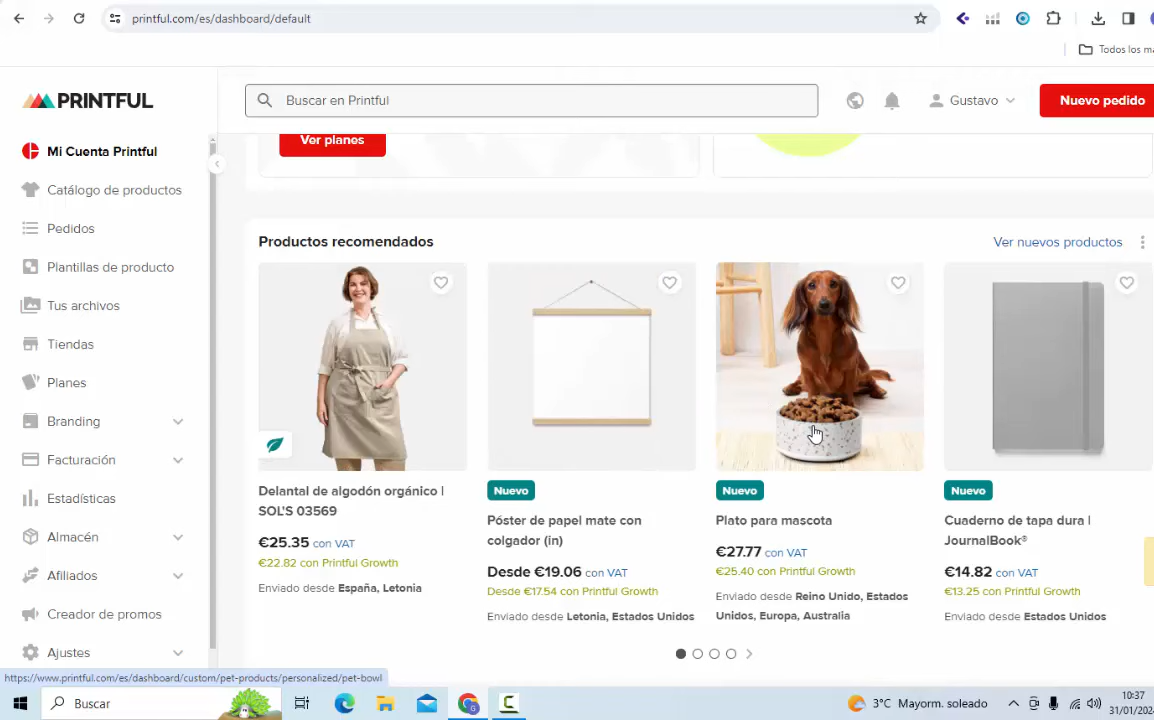 printful.com/es/dashboard/default
Todos los ma
PRINTFUL
Buscar en Printful
Gustavo
Nuevo pedido
Mi Cuenta Printful
Catálogo de productos
Pedidos
Plantillas de producto
Tus archivos
Tiendas
Planes
Branding
Facturación
Estadísticas
Almacén
Afiliados
Creador de promos
Ajustes
Ver planes
Productos recomendados
Ver nuevos productos
Delantal de algodón orgánico |
SOL'S 03569
€25.35 con VAT
€22.82 con Printful Growth
Enviado desde España, Letonia
Nuevo
Póster de papel mate con
colgador (in)
Desde €19.06 con VAT
Desde €17.54 con Printful Growth
Enviado desde Letonia, Estados Unidos
Nuevo
Plato para mascota
€27.77 con VAT
€25.40 con Printful Growth
Enviado desde Reino Unido, Estados
Unidos, Europa, Australia
Nuevo
Cuaderno de tapa dura |
JournalBook®
€14.82 con VAT
€13.25 con Printful Growth
Enviado desde Estados Unidos
https://www.printful.com/es/dashboard/custom/pet-products/personalized/pet-bowl
Buscar
3°C Mayorm. soleado
10:37
31/01/202